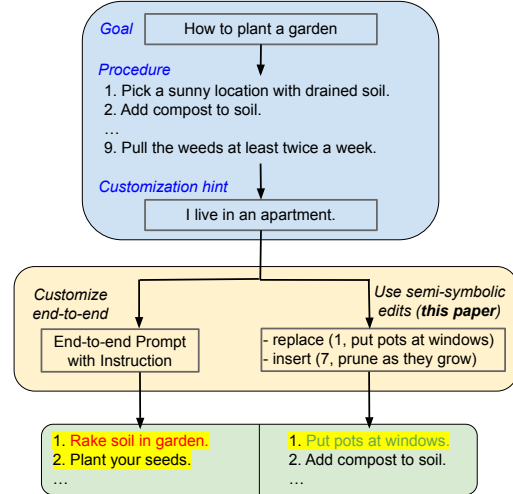 Goal
How to plant a garden
Procedure
1. Pick a sunny location with drained soil.
2. Add compost to soil.
...
9. Pull the weeds at least twice a week.
Customization hint
I live in an apartment.
Customize
end-to-end
Use semi-symbolic
edits (this paper)
End-to-end Prompt
with Instruction
- replace (1, put pots at windows)
- insert (7, prune as they grow)
1. Rake soil in garden.
2. Plant your seeds.
...
1. Put pots at windows.
2. Add compost to soil.
...